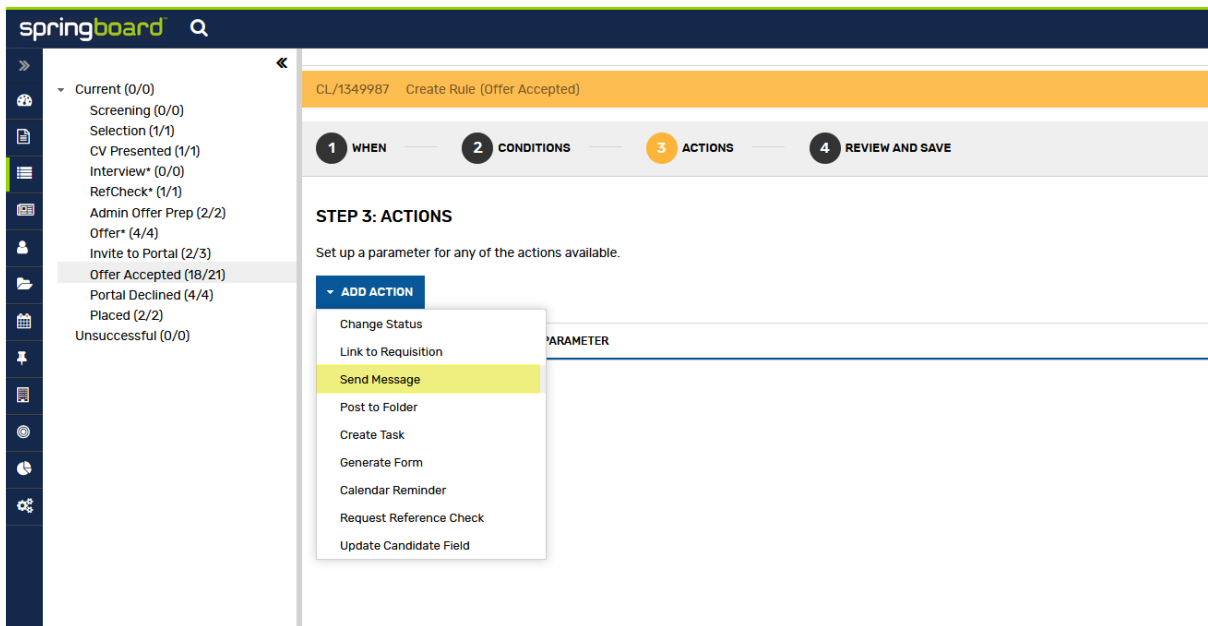 springboard
Current (0/0)
Screening (0/0)
Selection (1/1)
CV Presented (1/1)
Interview* (0/0)
RefCheck* (1/1)
Admin Offer Prep (2/2)
Offer* (4/4)
Invite to Portal (2/3)
Offer Accepted (18/21)
Portal Declined (4/4)
Placed (2/2)
Unsuccessful (0/0)
CL/1349987 Create Rule (Offer Accepted)
1 WHEN 2 CONDITIONS 3 ACTIONS 4 REVIEW AND SAVE
STEP 3: ACTIONS
Set up a parameter for any of the actions available.
ADD ACTION
PARAMETER
Change Status
Link to Requisition
Send Message
Post to Folder
Create Task
Generate Form
Calendar Reminder
Request Reference Check
Update Candidate Field